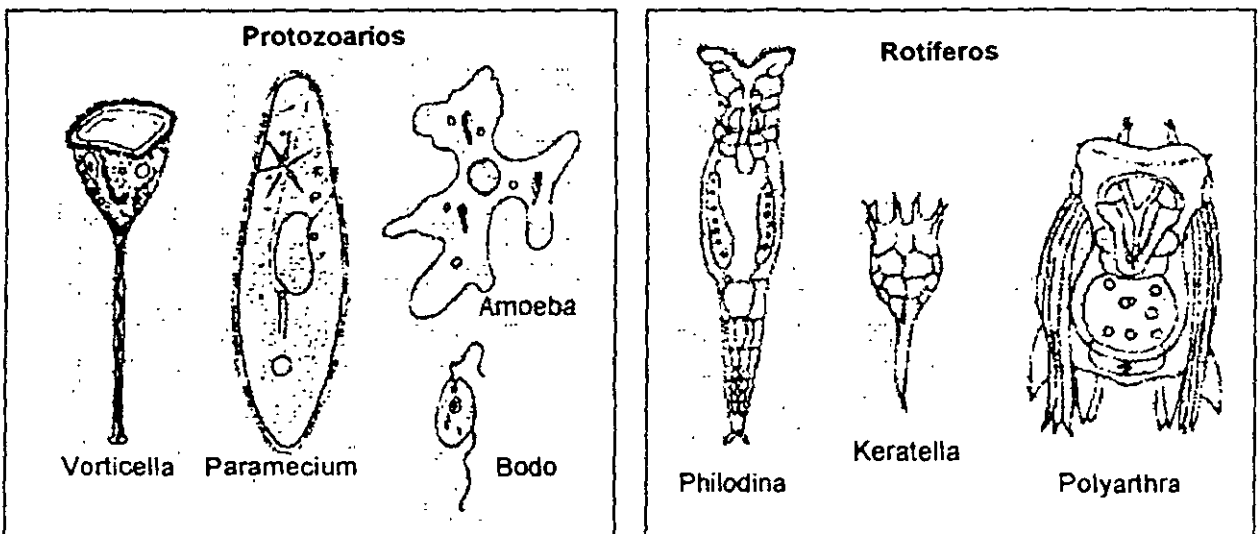 Protozoarios
Amoeba
Vorticella Paramecium Bodo
Rotíferos
Keratella
Philodina Polyarthra